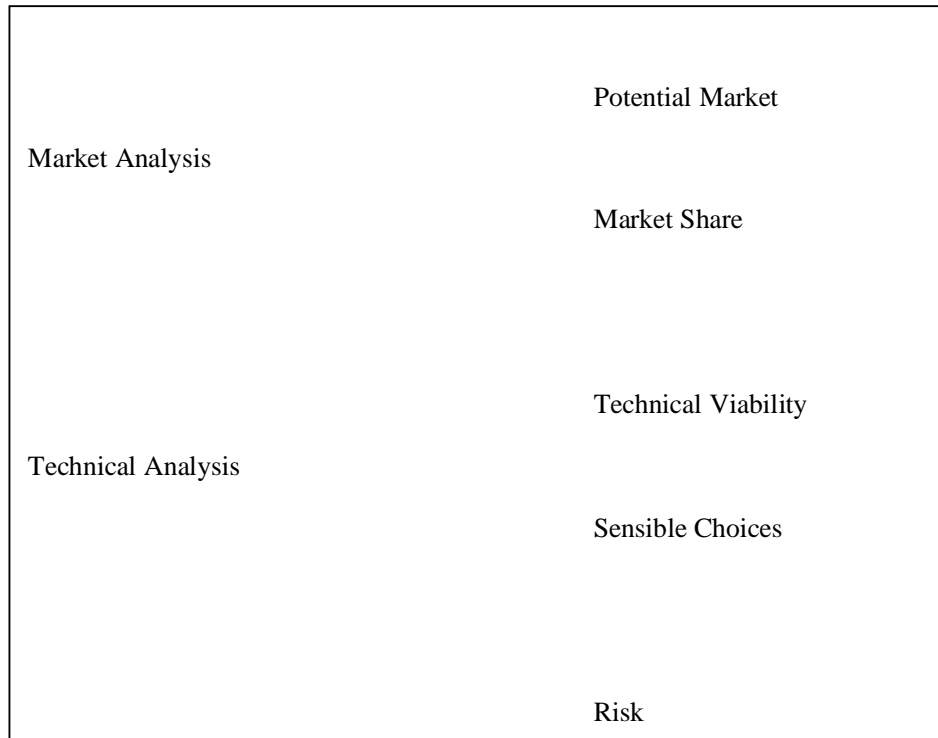 Potential Market
Market Analysis
Market Share
Technical Viability
Technical Analysis
Sensible Choices
Risk